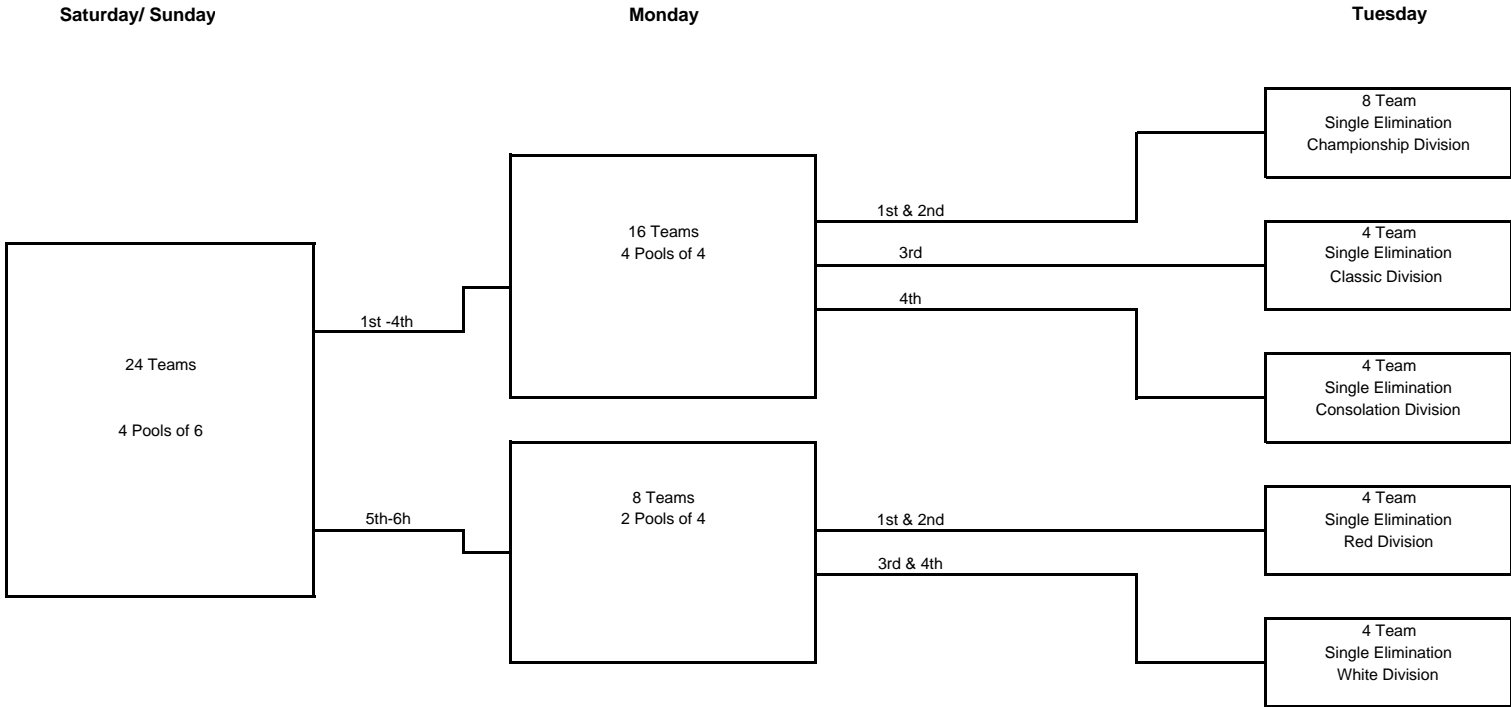 Saturday/ Sunday
Monday
Tuesday
24 Teams
4 Pools of 6
1st -4th
5th-6h
16 Teams
4 Pools of 4
8 Teams
2 Pools of 4
1st & 2nd
3rd
4th
1st & 2nd
3rd & 4th
8 Team
Single Elimination
Championship Division
4 Team
Single Elimination
Classic Division
4 Team
Single Elimination
Consolation Division
4 Team
Single Elimination
Red Division
4 Team
Single Elimination
White Division